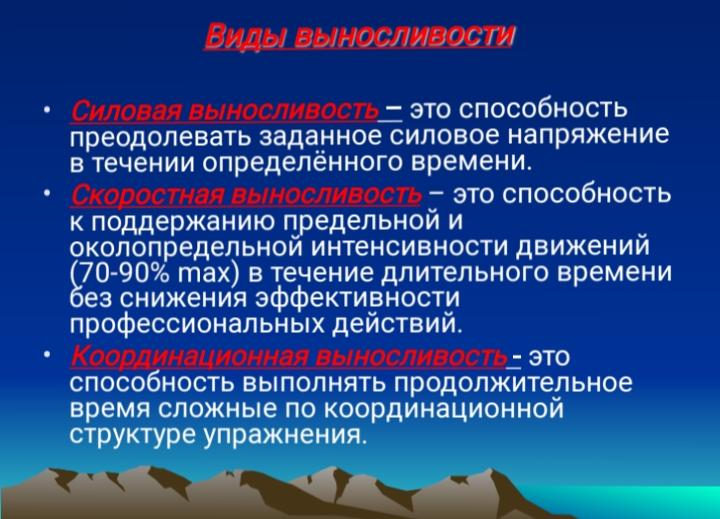 Виды выносливости
• Силовая выносливость – это способность
преодолевать заданное силовое напряжение
в течении определённого времени.
• Скоростная выносливость – это способность
к поддержанию предельной и
околопредельной интенсивности движений
(70-90% max) в течение длительного времени
без снижения эффективности
профессиональных действий.
• Координационная выносливость - это
способность выполнять продолжительное
время сложные по координационной
структуре упражнения.